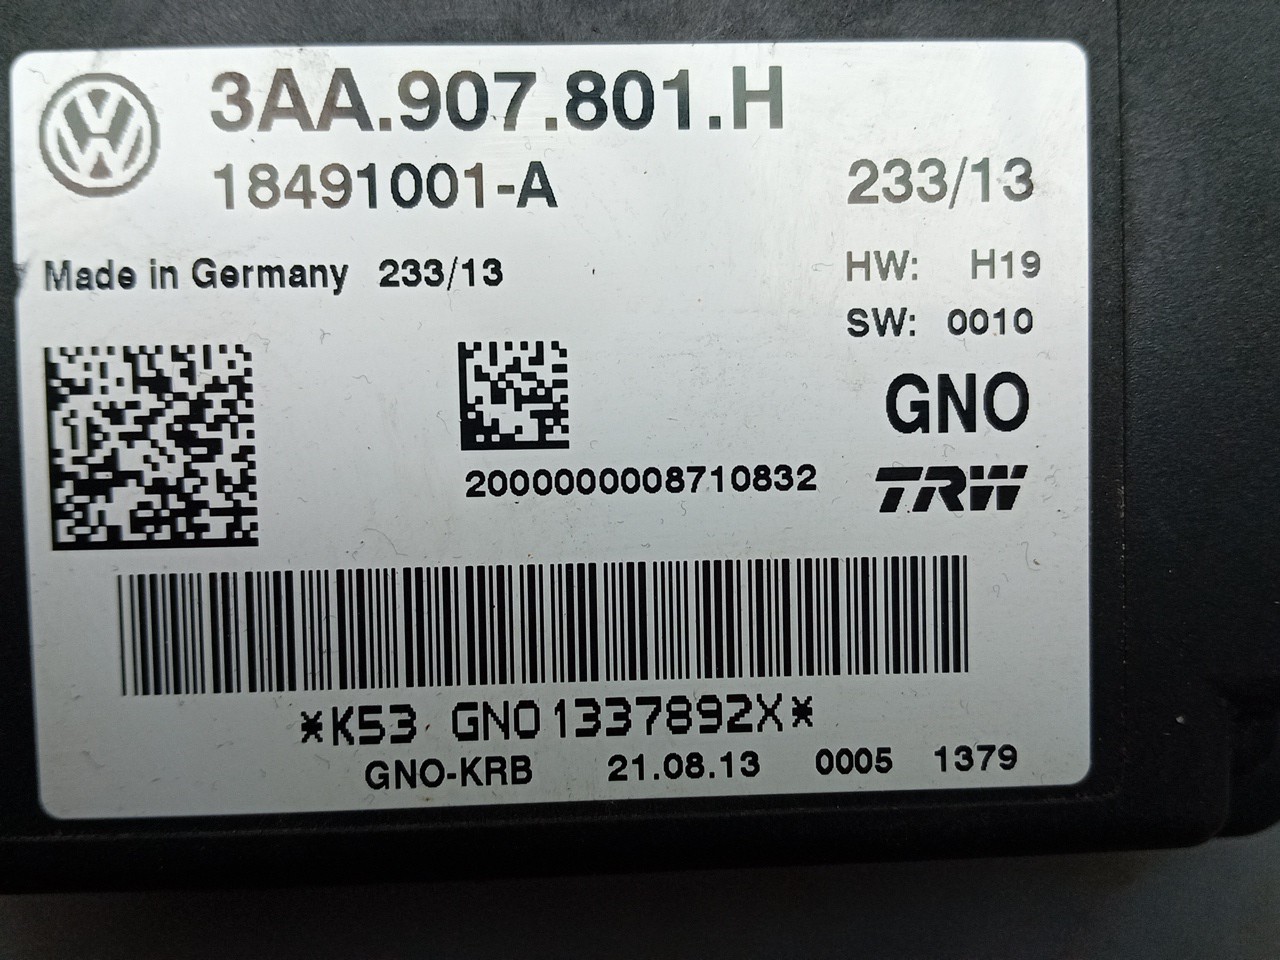 3AA.907.801.H
18491001-A 233/13
Made in Germany 233/13 HW: H19
SW: 0010
GNO
2000000008710832 TRW
*K53 GNO1337892X*
GNO-KRB 21.08.13 0005 1379